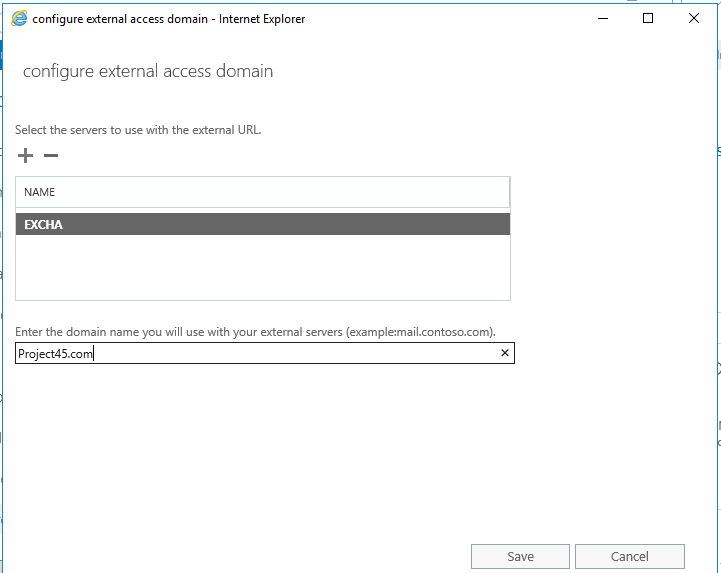 configure external access domain - Internet Explorer
configure external access domain
Select the servers to use with the external URL.
NAME
EXCHA
Enter the domain name you will use with your external servers (example:mail.contoso.com).
Project45.com
Save
Cancel